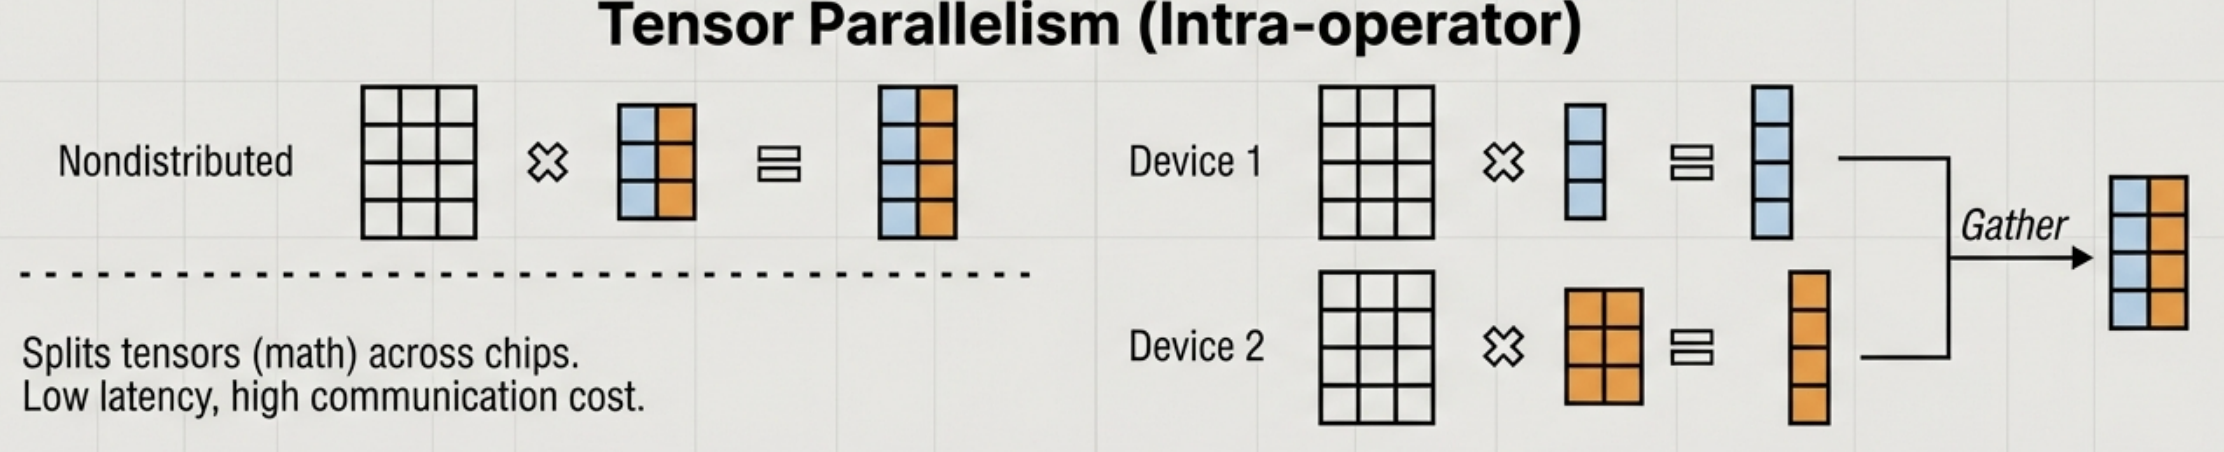 Tensor Parallelism (Intra-operator)
Nondistributed
Splits tensors (math) across chips.
Low latency, high communication cost.
Device 1
Device 2
Gather